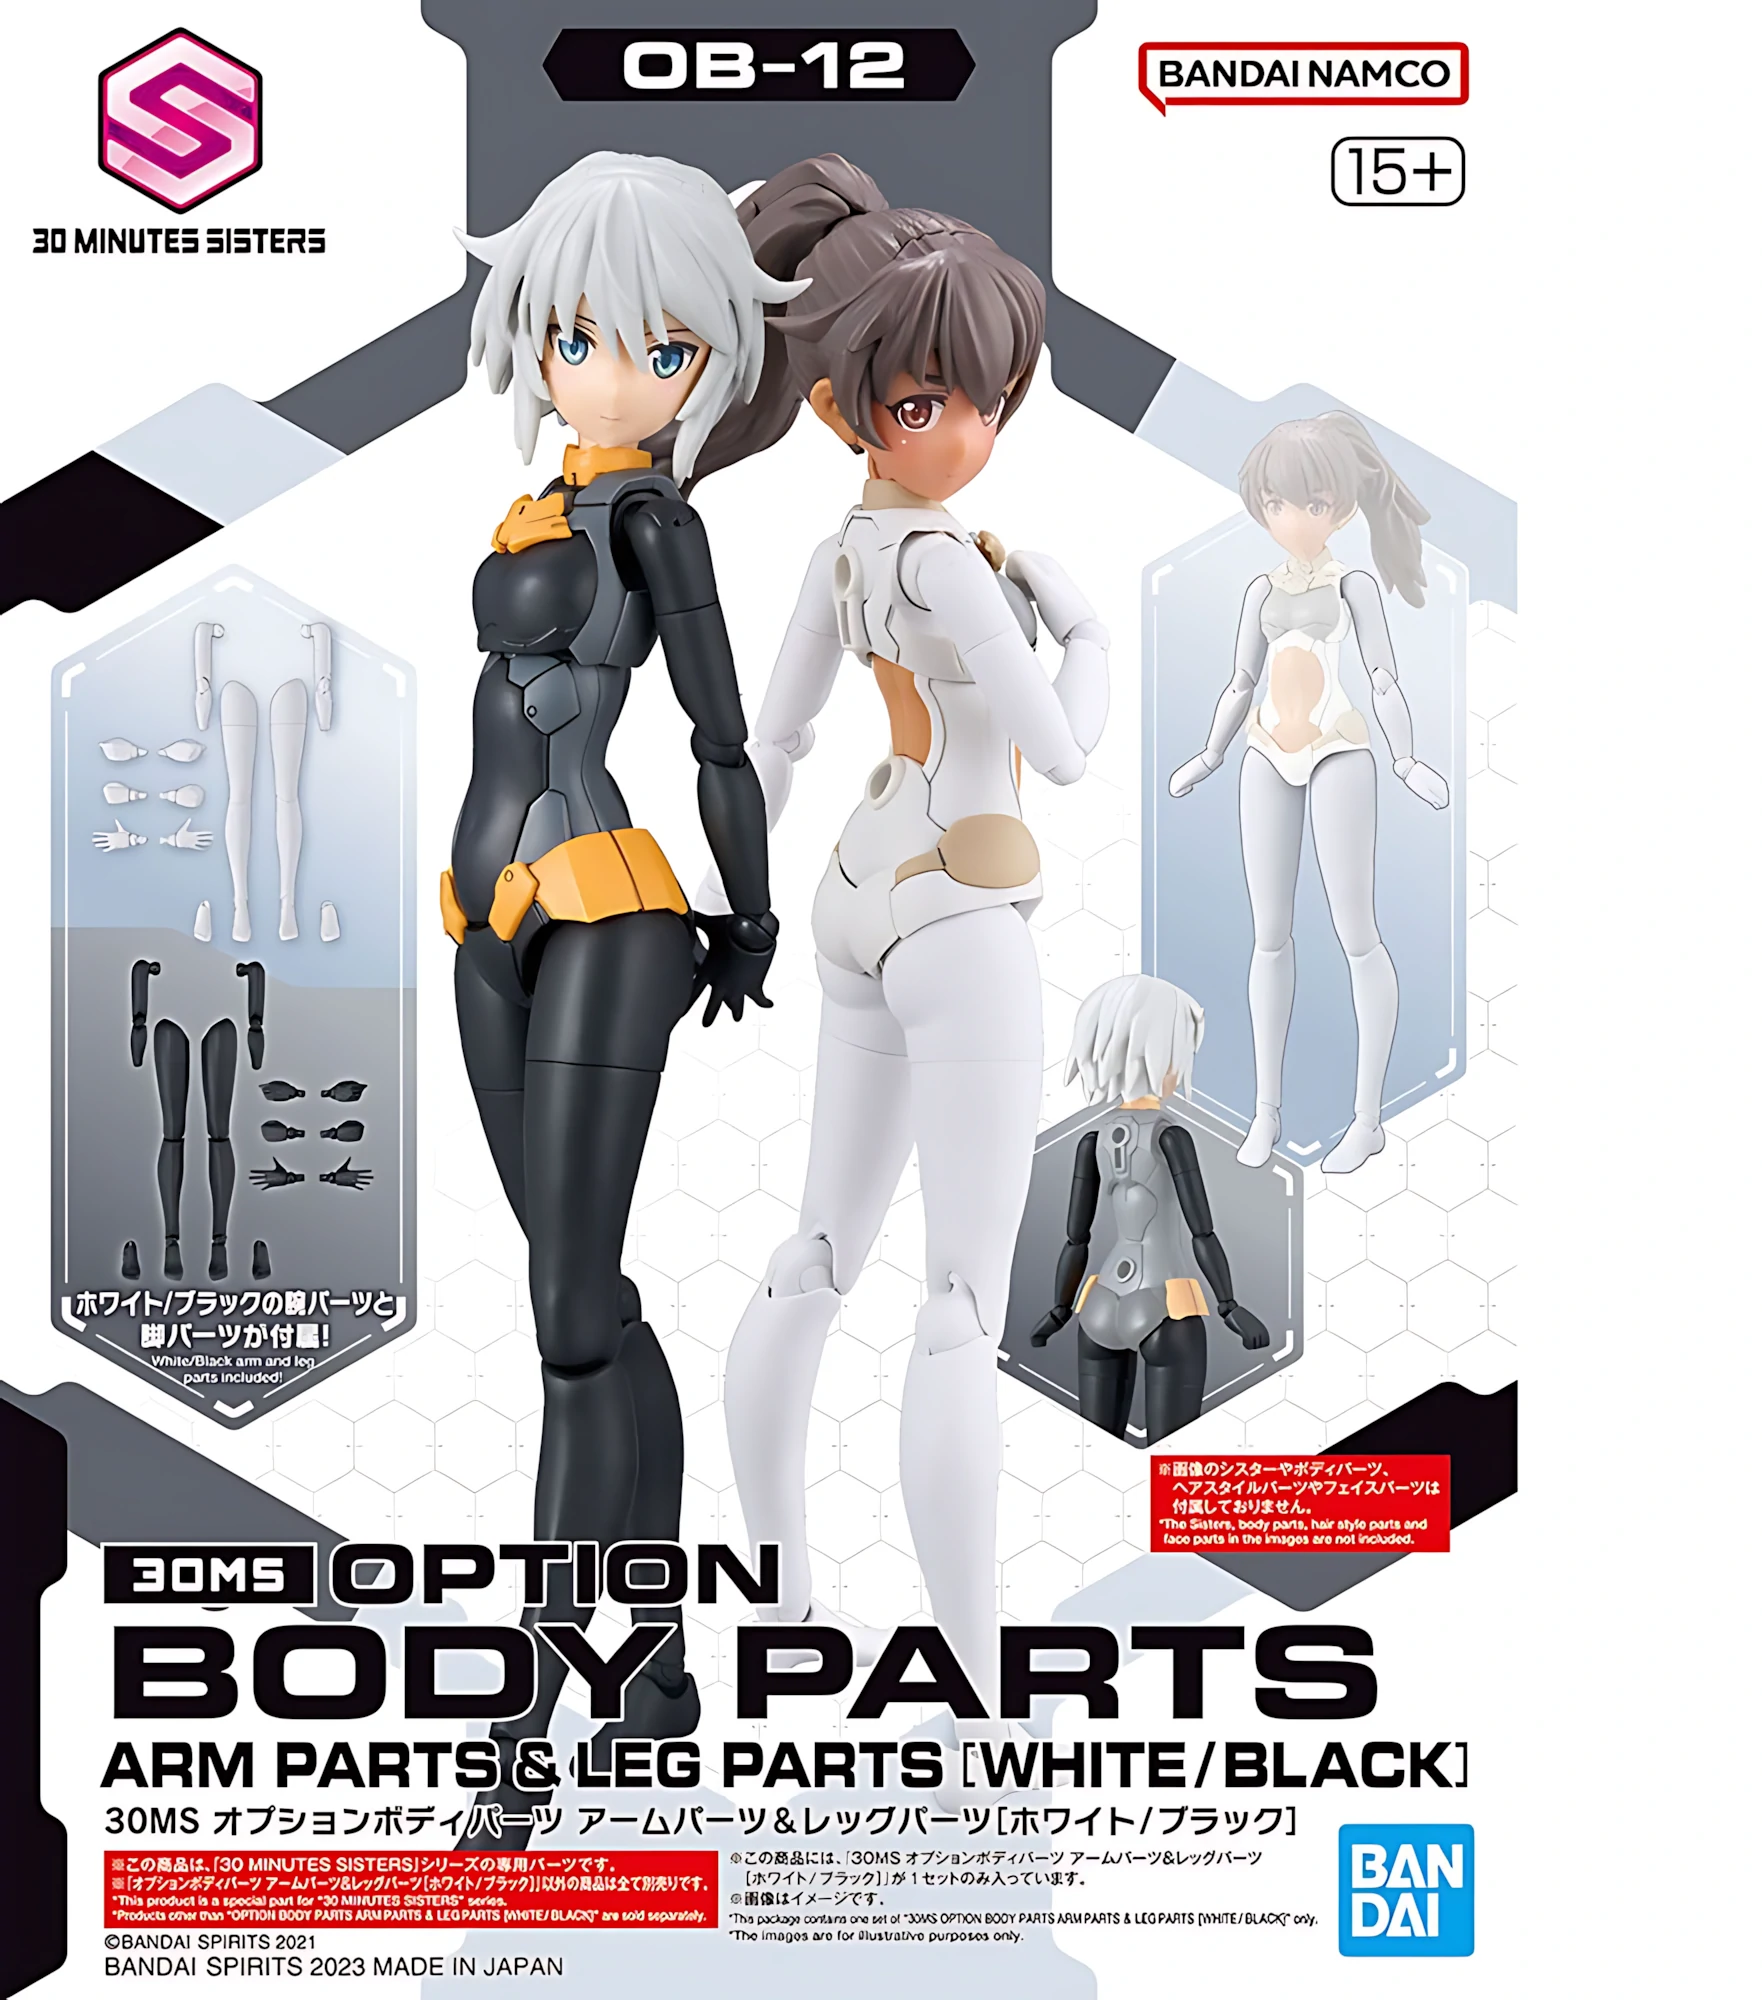 OB-12
BANDAI NAMCO
15+
30 MINUTES SISTERS
ホワイト/ブラックの腕パーツと
脚パーツが付属!
White/Black arm and leg
parts included!
※画像のシスターやボディパーツ、
ヘアスタイルパーツやフェイスパーツは
付属しておりません。
*The Sisters, body parts, hair style parts and
face parts in the images are not included.
30MS OPTION
BODY PARTS
ARM PARTS & LEG PARTS [WHITE/BLACK]
30MS オプションボディパーツ アームパーツ&レッグパーツ[ホワイト/ブラック]
※この商品は、「30 MINUTES SISTERS」シリーズの専用パーツです。
※「オプションボディパーツ アームパーツ&レッグパーツ[ホワイト/ブラック]」以外の商品は全て別売りです。
*This product is a special part for "30 MINUTES SISTERS" series.
*Products other than "OPTION BODY PARTS ARM PARTS & LEG PARTS [WHITE/BLACK]" are sold separately.
※この商品には、「30MS オプションボディパーツ アームパーツ&レッグパーツ
[ホワイト/ブラック]」が1セットのみ入っています。
※画像はイメージです。
*This package contains one set of "30MS OPTION BODY PARTS ARM PARTS & LEG PARTS [WHITE/BLACK]" only.
*The images are for illustrative purposes only.
©BANDAI SPIRITS 2021
BANDAI SPIRITS 2023 MADE IN JAPAN
BAN
DAI